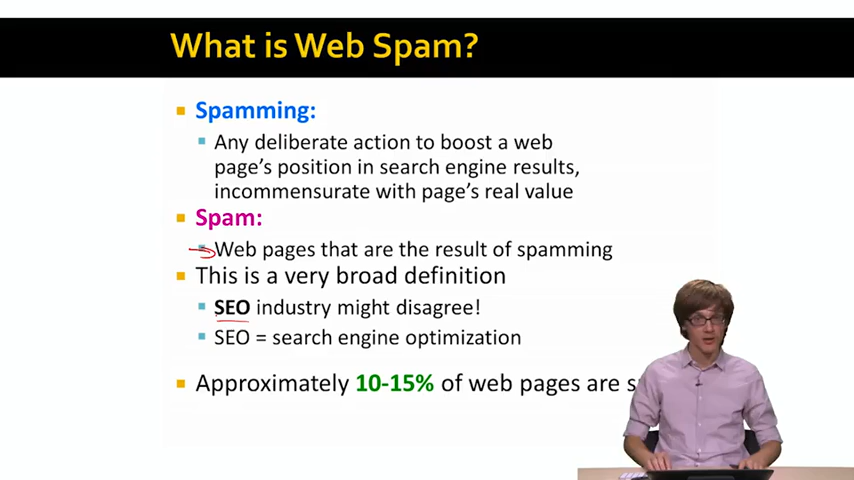 What is Web Spam?
Spamming:
Any deliberate action to boost a web
page's position in search engine results,
incommensurate with page's real value
Spam:
Web pages that are the result of spamming
This is a very broad definition
SEO industry might disagree!
SEO = search engine optimization
Approximately 10-15% of web pages are